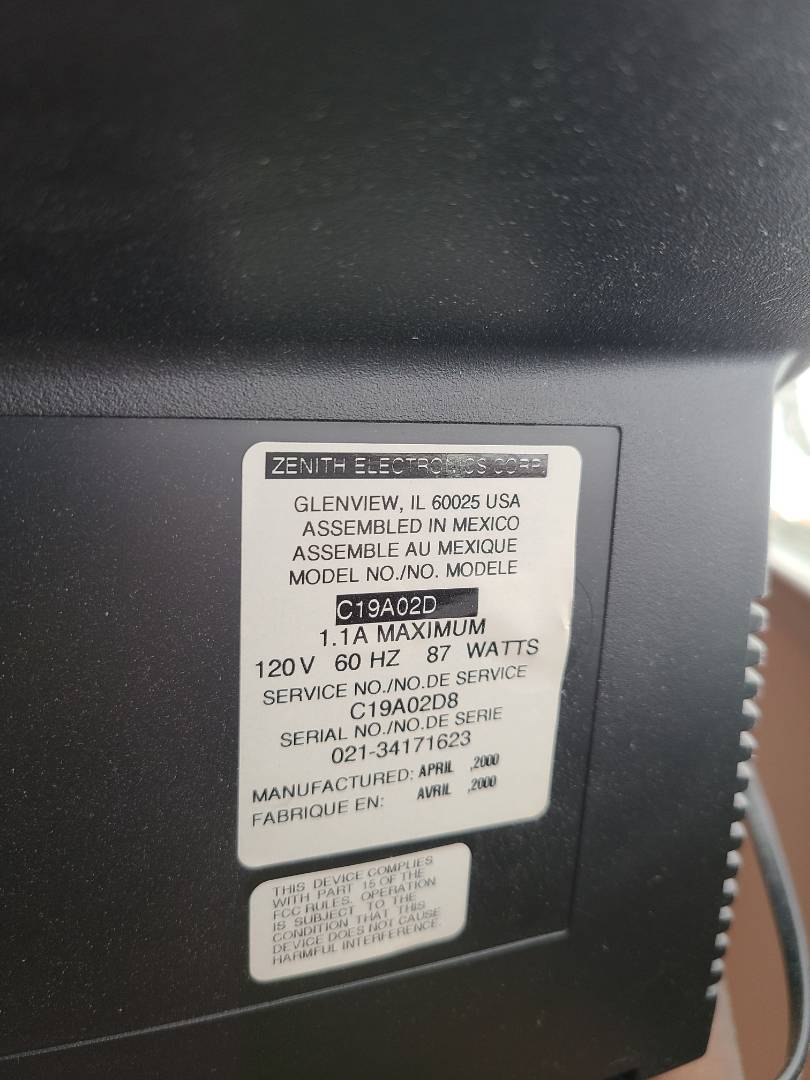 ZENITH ELECTRONICS CORP.
GLENVIEW, IL 60025 USA
ASSEMBLED IN MEXICO
ASSEMBLE AU MEXIQUE
MODEL NO./NO. MODELE
C19A02D
1.1A MAXIMUM
120V 60 HZ 87 WATTS
SERVICE NO./NO.DE SERVICE
C19A02D8
SERIAL NO./NO.DE SERIE
021-34171623
MANUFACTURED: APRIL ,2000
FABRIQUE EN: AVRIL ,2000
THIS DEVICE COMPLIES
WITH PART 15 OF THE
FCC RULES. OPERATION
IS SUBJECT TO THE
CONDITION THAT THIS
DEVICE DOES NOT CAUSE
HARMFUL INTERFERENCE.